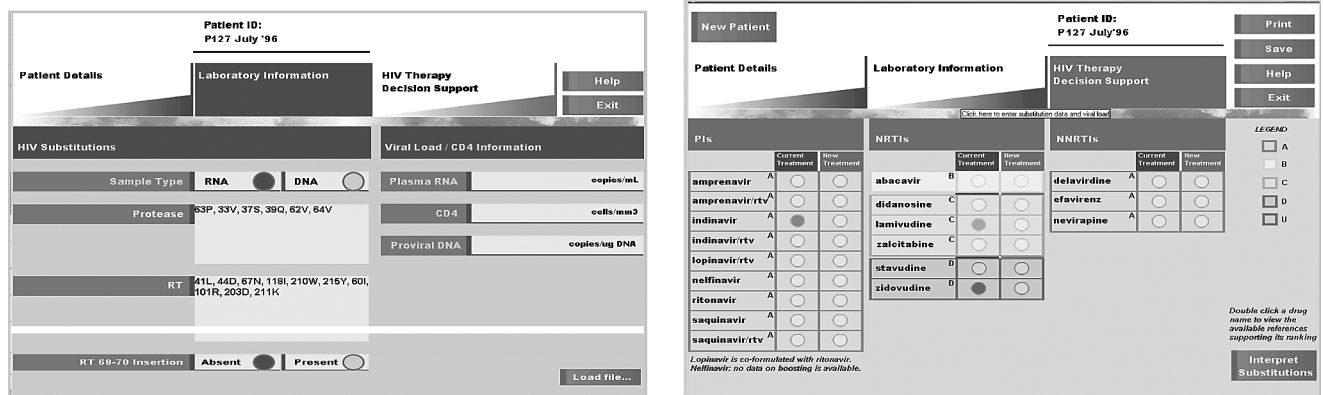 Patient ID:
P127 July '96
Patient Details
Laboratory Information
HIV Therapy
Decision Support
Help
Exit
HIV Substitutions
Viral Load / CD4 Information
Sample Type
RNA
DNA
Plasma RNA
copies/mL
Protease
63P, 33V, 37S, 39Q, 62V, 64V
CD4
cells/mm3
Proviral DNA
copies/ug DNA
RT
41L, 44D, 67N, 118I, 210W, 215Y, 60I,
101R, 203D, 211K
RT 68-70 Insertion
Absent
Present
Load file...
New Patient
Patient ID:
P127 July'96
Print
Save
Help
Exit
Patient Details
Laboratory Information
HIV Therapy
Decision Support
Click here to enter substitution data and viral load
PIs
NRTIs
NNRTIs
LEGEND
A
B
C
D
U
Current
Treatment
New
Treatment
amprenavir A
amprenavir/rtv A
indinavir A
indinavir/rtv A
lopinavir/rtv A
nelfinavir A
ritonavir A
saquinavir A
saquinavir/rtv A
Lopinavir is co-formulated with ritonavir.
Nelfinavir: no data on boosting is available.
Current
Treatment
New
Treatment
abacavir B
didanosine C
lamivudine C
zalcitabine C
stavudine D
zidovudine D
Current
Treatment
New
Treatment
delavirdine A
efavirenz A
nevirapine A
Double click a drug
name to view the
available references
supporting its ranking
Interpret
Substitutions